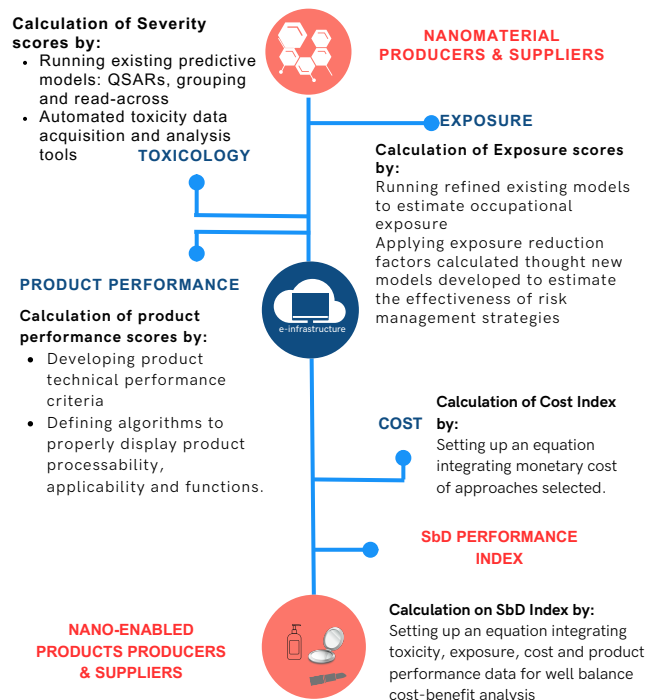 Calculation of Severity
scores by:
• Running existing predictive
models: QSARs, grouping
and read-across
• Automated toxicity data
acquisition and analysis
tools
TOXICOLOGY
NANOMATERIAL
PRODUCERS & SUPPLIERS
EXPOSURE
Calculation of Exposure scores
by:
Running refined existing models
to estimate occupational
exposure
Applying exposure reduction
factors calculated thought new
models developed to estimate
the effectiveness of risk
management strategies
PRODUCT PERFORMANCE
Calculation of product
performance scores by:
• Developing product
technical performance
criteria
• Defining algorithms to
properly display product
processability,
applicability and functions.
e-infrastructure
COST
Calculation of Cost Index
by:
Setting up an equation
integrating monetary cost
of approaches selected.
SbD PERFORMANCE
INDEX
NANO-ENABLED
PRODUCTS PRODUCERS
& SUPPLIERS
Calculation on SbD Index by:
Setting up an equation integrating
toxicity, exposure, cost and product
performance data for well balance
cost-benefit analysis